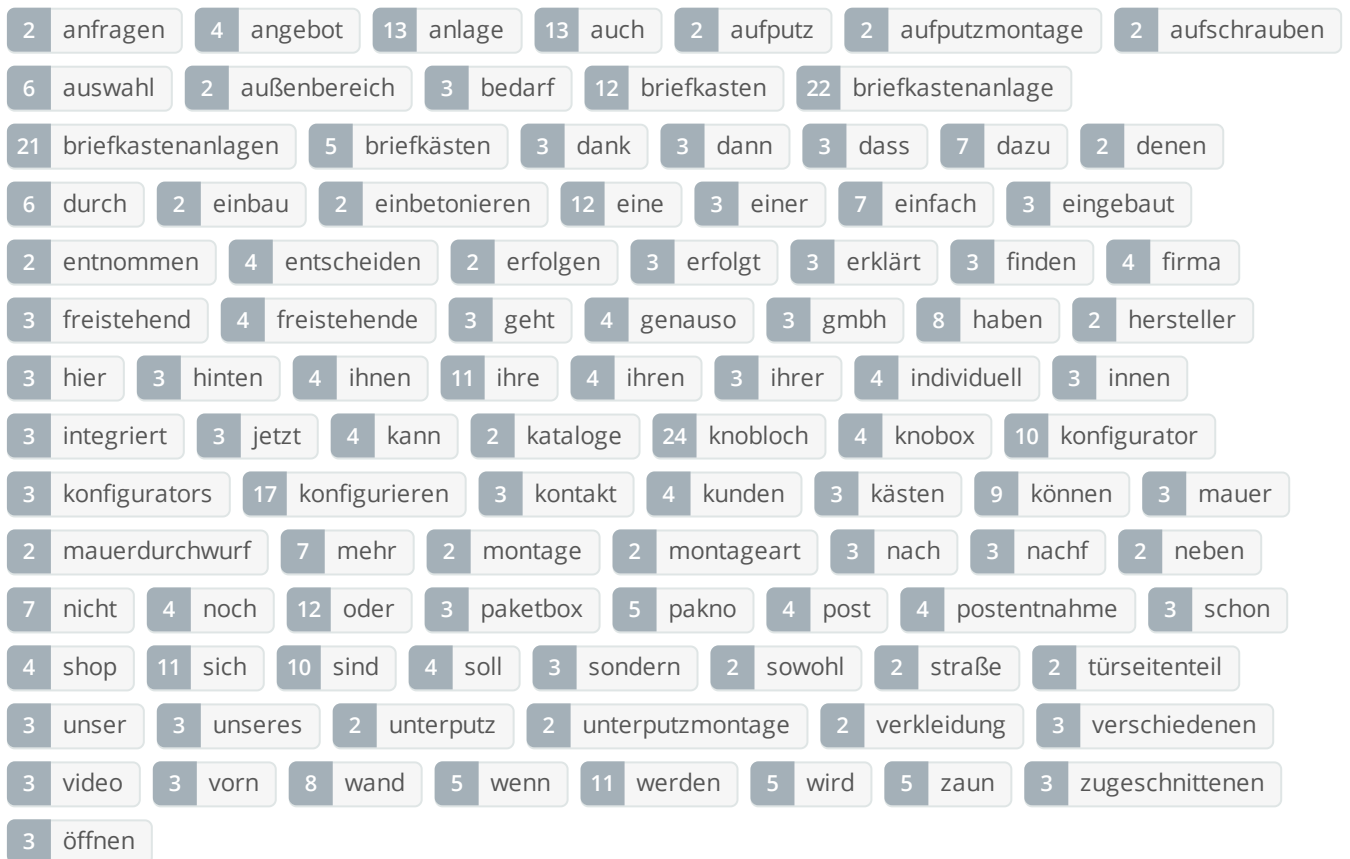 2 anfragen 4 angebot 13 anlage 13 auch 2 aufputz 2 aufputzmontage 2 aufschrauben
6 auswahl 2 außenbereich 3 bedarf 12 briefkasten 22 briefkastenanlage
21 briefkastenanlagen 5 briefkästen 3 dank 3 dann 3 dass 7 dazu 2 denen
6 durch 2 einbau 2 einbetonieren 12 eine 3 einer 7 einfach 3 eingebaut
2 entnommen 4 entscheiden 2 erfolgen 3 erfolgt 3 erklärt 3 finden 4 firma
3 freistehend 4 freistehende 3 geht 4 genauso 3 gmbh 8 haben 2 hersteller
3 hier 3 hinten 4 ihnen 11 ihre 4 ihren 3 ihrer 4 individuell 3 innen
3 integriert 3 jetzt 4 kann 2 kataloge 24 knobloch 4 knobox 10 konfigurator
3 konfigurators 17 konfigurieren 3 kontakt 4 kunden 3 kästen 9 können 3 mauer
2 mauerdurchwurf 7 mehr 2 montage 2 montageart 3 nach 3 nachf 2 neben
7 nicht 4 noch 12 oder 3 paketbox 5 pakno 4 post 4 postentnahme 3 schon
4 shop 11 sich 10 sind 4 soll 3 sondern 2 sowohl 2 straße 2 türseitenteil
3 unser 3 unseres 2 unterputz 2 unterputzmontage 2 verkleidung 3 verschiedenen
3 video 3 vorn 8 wand 5 wenn 11 werden 5 wird 5 zaun 3 zugeschnittenen
3 öffnen